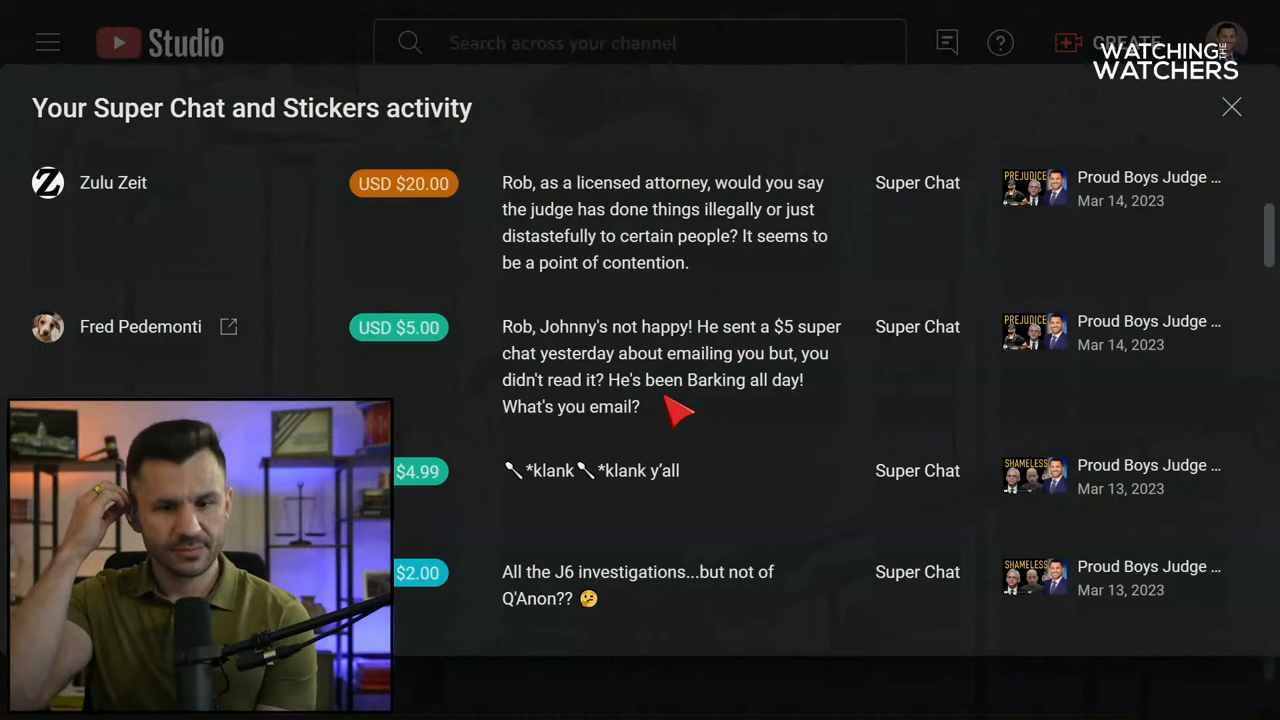 Studio
Search across your channel
CREATE
WATCHING THE
WATCHERS
Your Super Chat and Stickers activity
Zulu Zeit
USD $20.00
Rob, as a licensed attorney, would you say
the judge has done things illegally or just
distastefully to certain people? It seems to
be a point of contention.
Super Chat
PREJUDICE
Proud Boys Judge ...
Mar 14, 2023
Fred Pedemonti
USD $5.00
Rob, Johnny's not happy! He sent a $5 super
chat yesterday about emailing you but, you
didn't read it? He's been Barking all day!
What's you email?
Super Chat
PREJUDICE
Proud Boys Judge ...
Mar 14, 2023
$4.99
🥄*klank🥄*klank y'all
Super Chat
SHAMELESS
Proud Boys Judge ...
Mar 13, 2023
$2.00
All the J6 investigations...but not of
Q'Anon?? 🤔
Super Chat
SHAMELESS
Proud Boys Judge ...
Mar 13, 2023